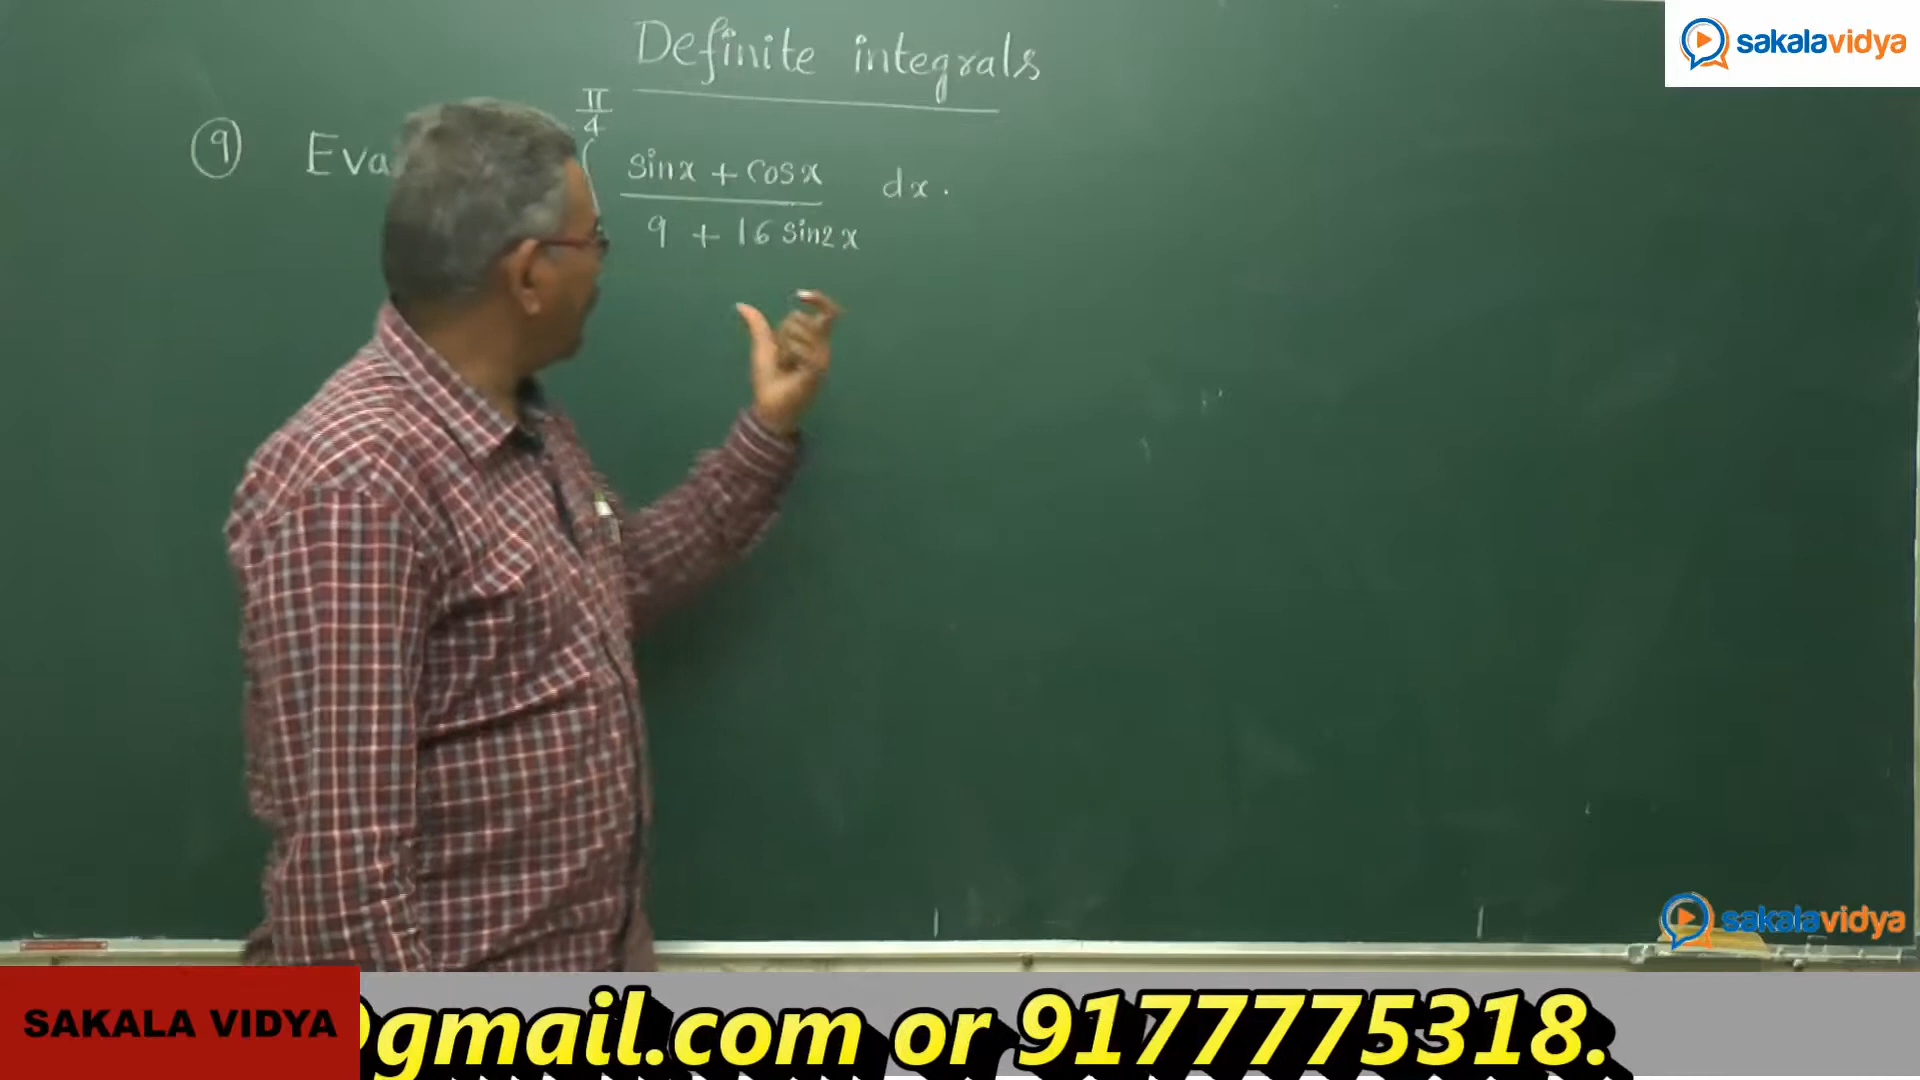 sakalavidya
Definite integrals
9 Eva
π/4 ∫ (sinx + cosx)/(9 + 16 sin2x) dx.
sakalavidya
SAKALA VIDYA
@gmail.com or 9177775318.